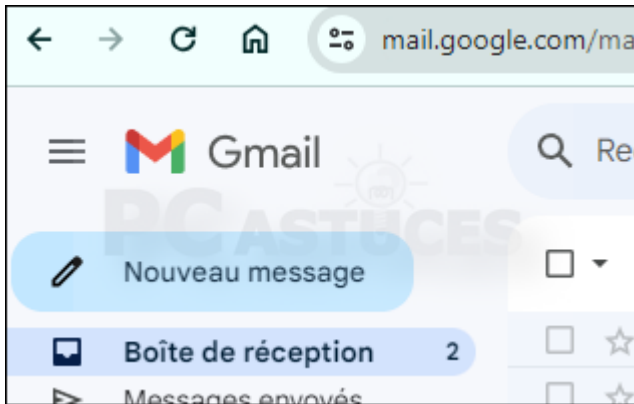 mail.google.com/ma
Gmail
Re
PC ASTUCES
Nouveau message
Boîte de réception 2
Messages envoyés